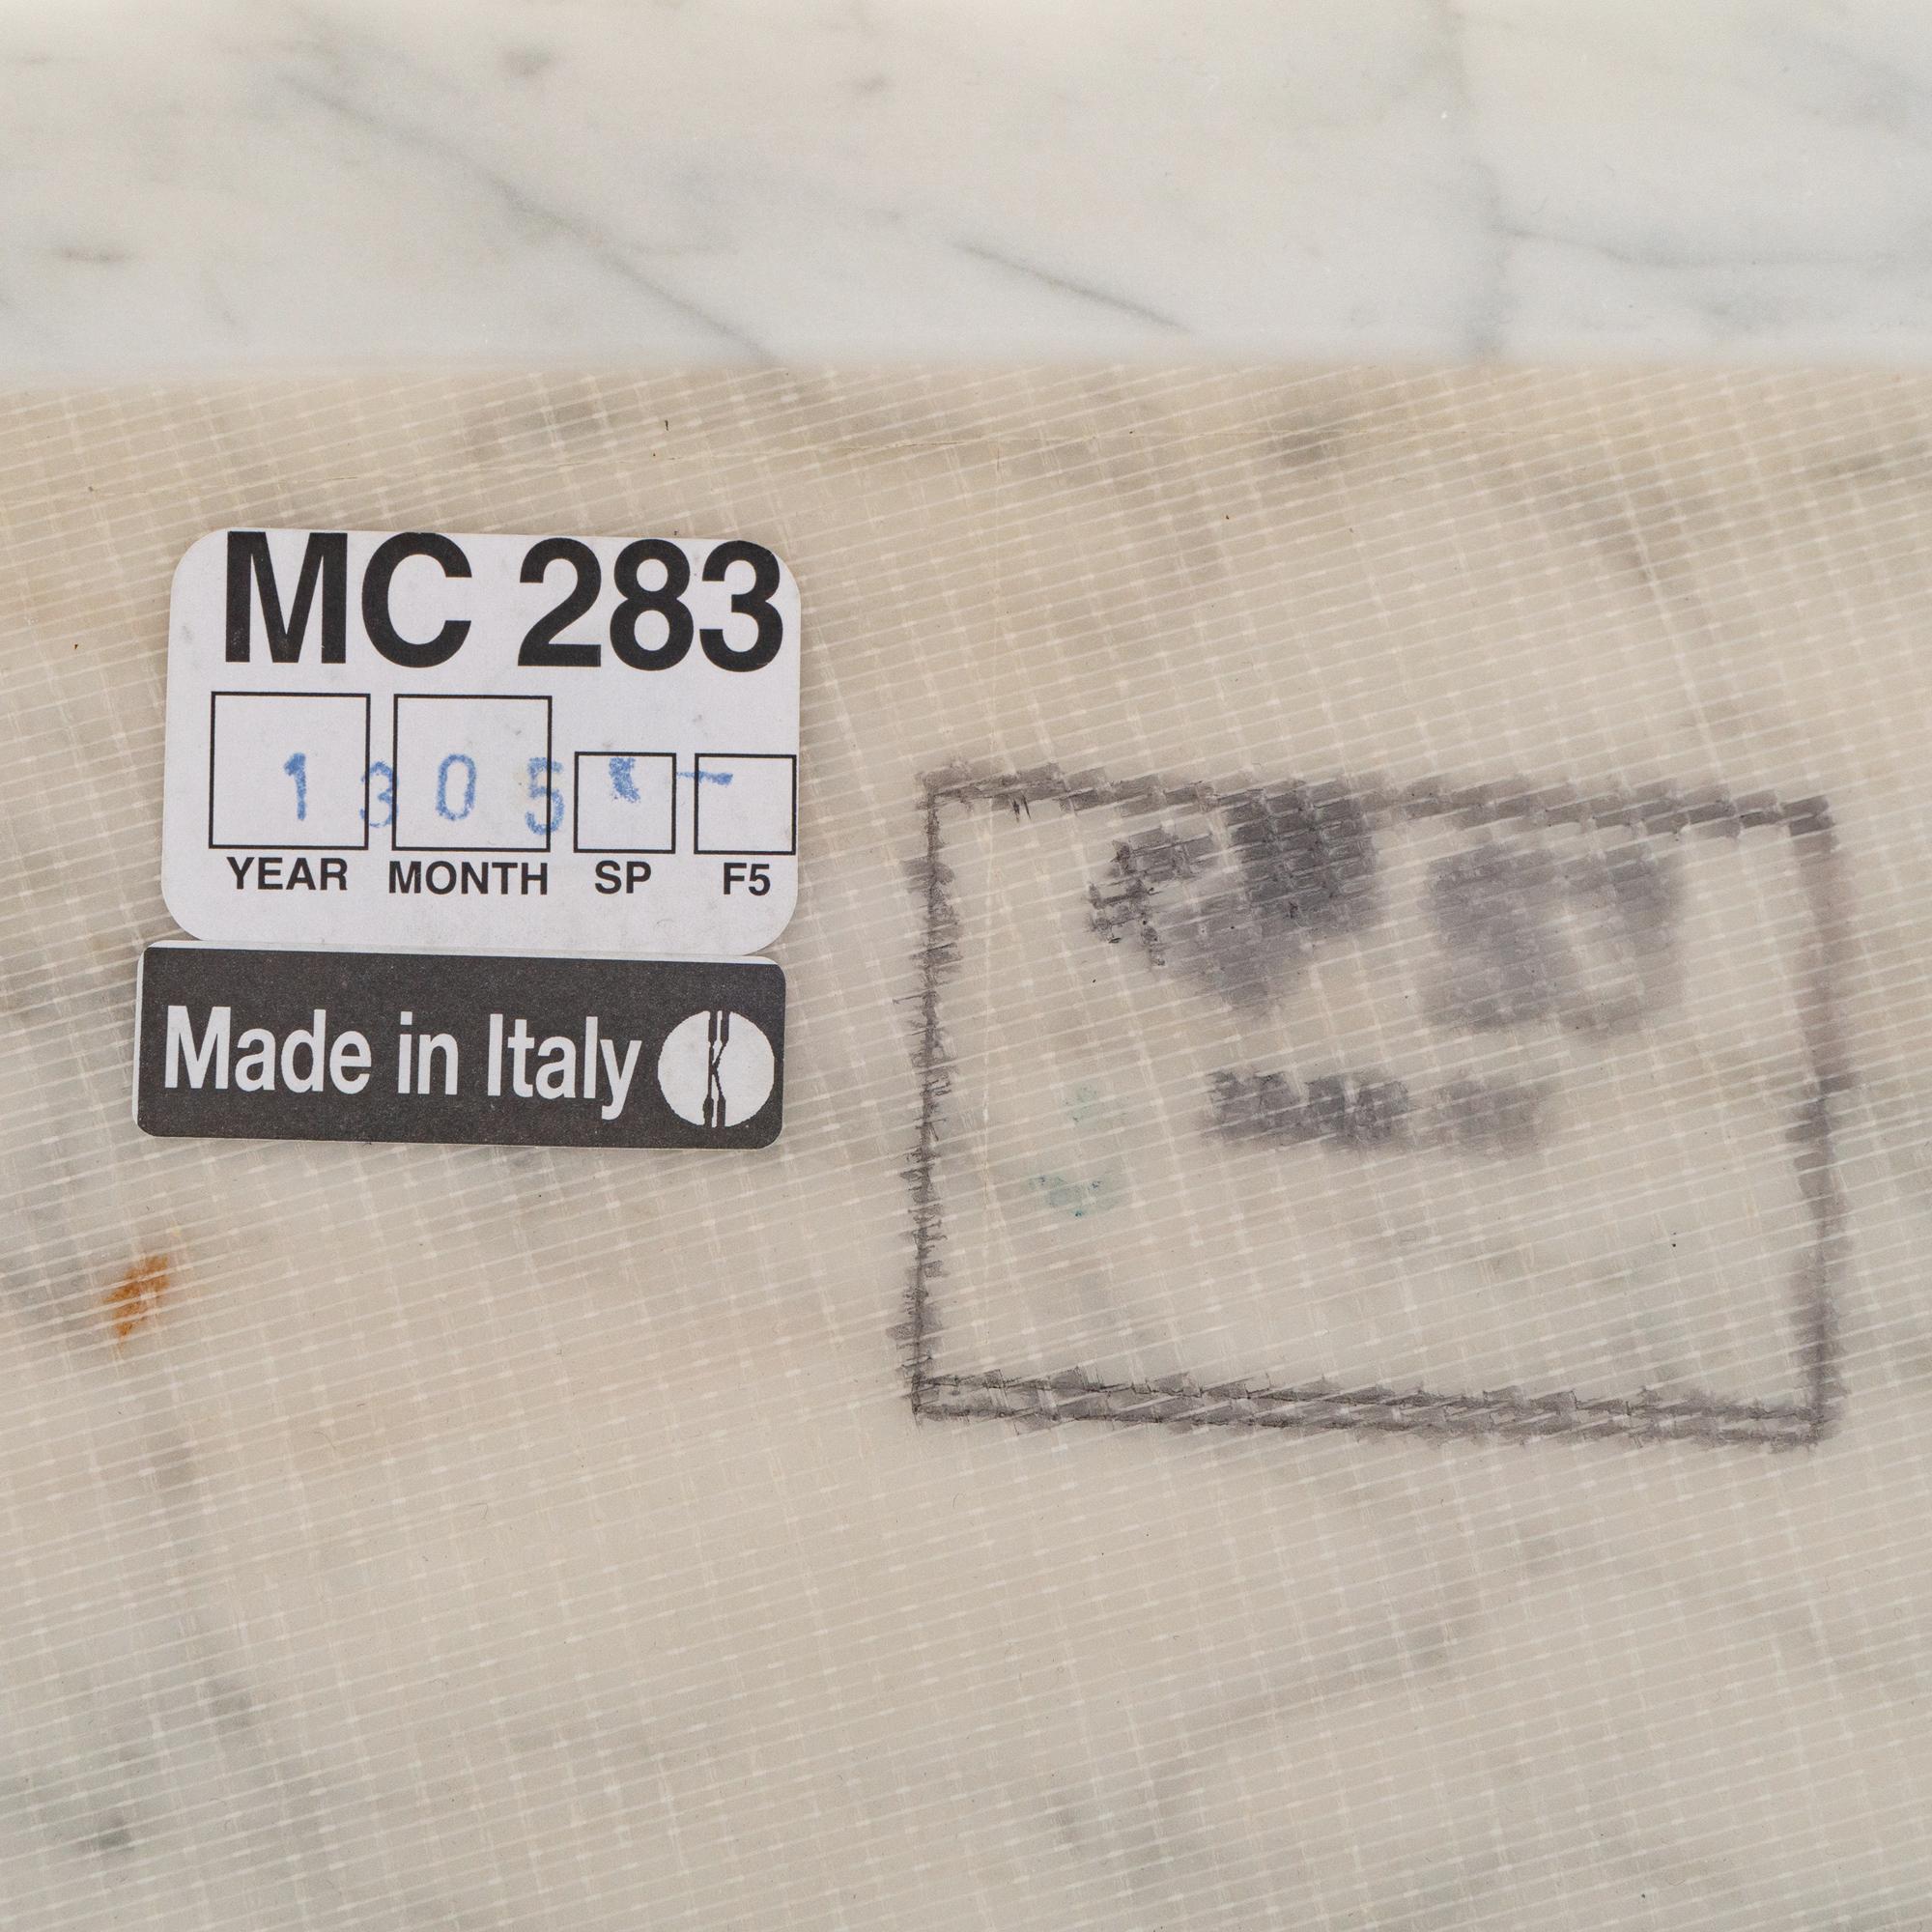 MC 283
1 3 0 5
YEAR MONTH SP F5
Made in Italy